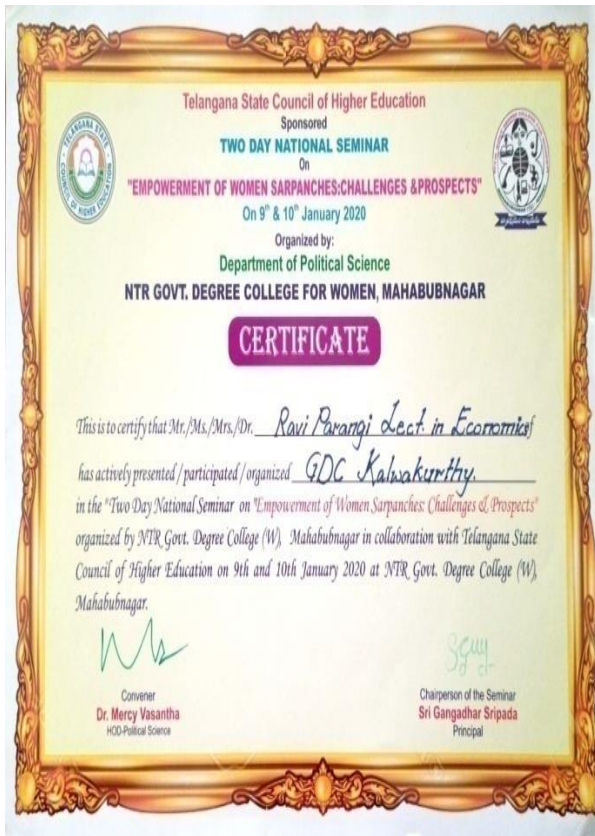 Telangana State Council of Higher Education
Sponsored
TWO DAY NATIONAL SEMINAR
On
"EMPOWERMENT OF WOMEN SARPANCHES:CHALLENGES &PROSPECTS"
On 9th & 10th January 2020
Organized by:
Department of Political Science
NTR GOVT. DEGREE COLLEGE FOR WOMEN, MAHABUBNAGAR
TELANGANA STATE
COUNCIL OF HIGHER EDUCATION
CERTIFICATE
This is to certify that Mr./Ms./Mrs./Dr. Ravi Parangi Lect. in Economics f
has actively presented / participated / organized GDC Kalwakurthy.
in the "Two Day National Seminar on "Empowerment of Women Sarpanches: Challenges & Prospects"
organized by NTR Govt. Degree College (W), Mahabubnagar in collaboration with Telangana State
Council of Higher Education on 9th and 10th January 2020 at NTR Govt. Degree College (W),
Mahabubnagar.
Convener
Dr. Mercy Vasantha
HOD-Political Science
Chairperson of the Seminar
Sri Gangadhar Sripada
Principal